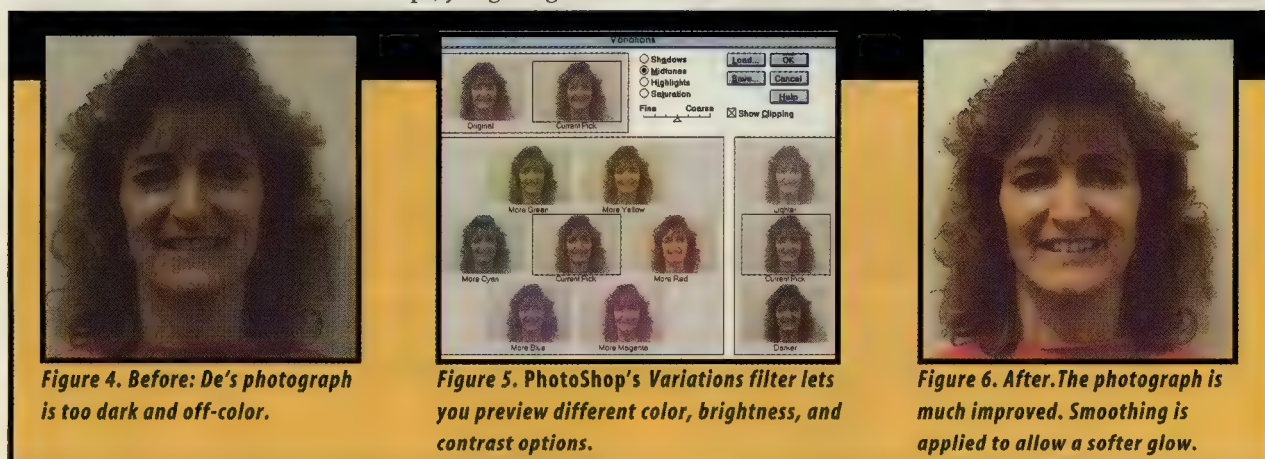 Variations
Original
Current Pick
Shadows
Midtones
Highlights
Saturation
Fine Coarse
Load... OK
Save... Cancel
Help
Show Clipping
More Green More Yellow
More Cyan Current Pick More Red
More Blue More Magenta
Lighter
Current Pick
Darker
Figure 4. Before: De's photograph
is too dark and off-color.
Figure 5. PhotoShop's Variations filter lets
you preview different color, brightness, and
contrast options.
Figure 6. After.The photograph is
much improved. Smoothing is
applied to allow a softer glow.